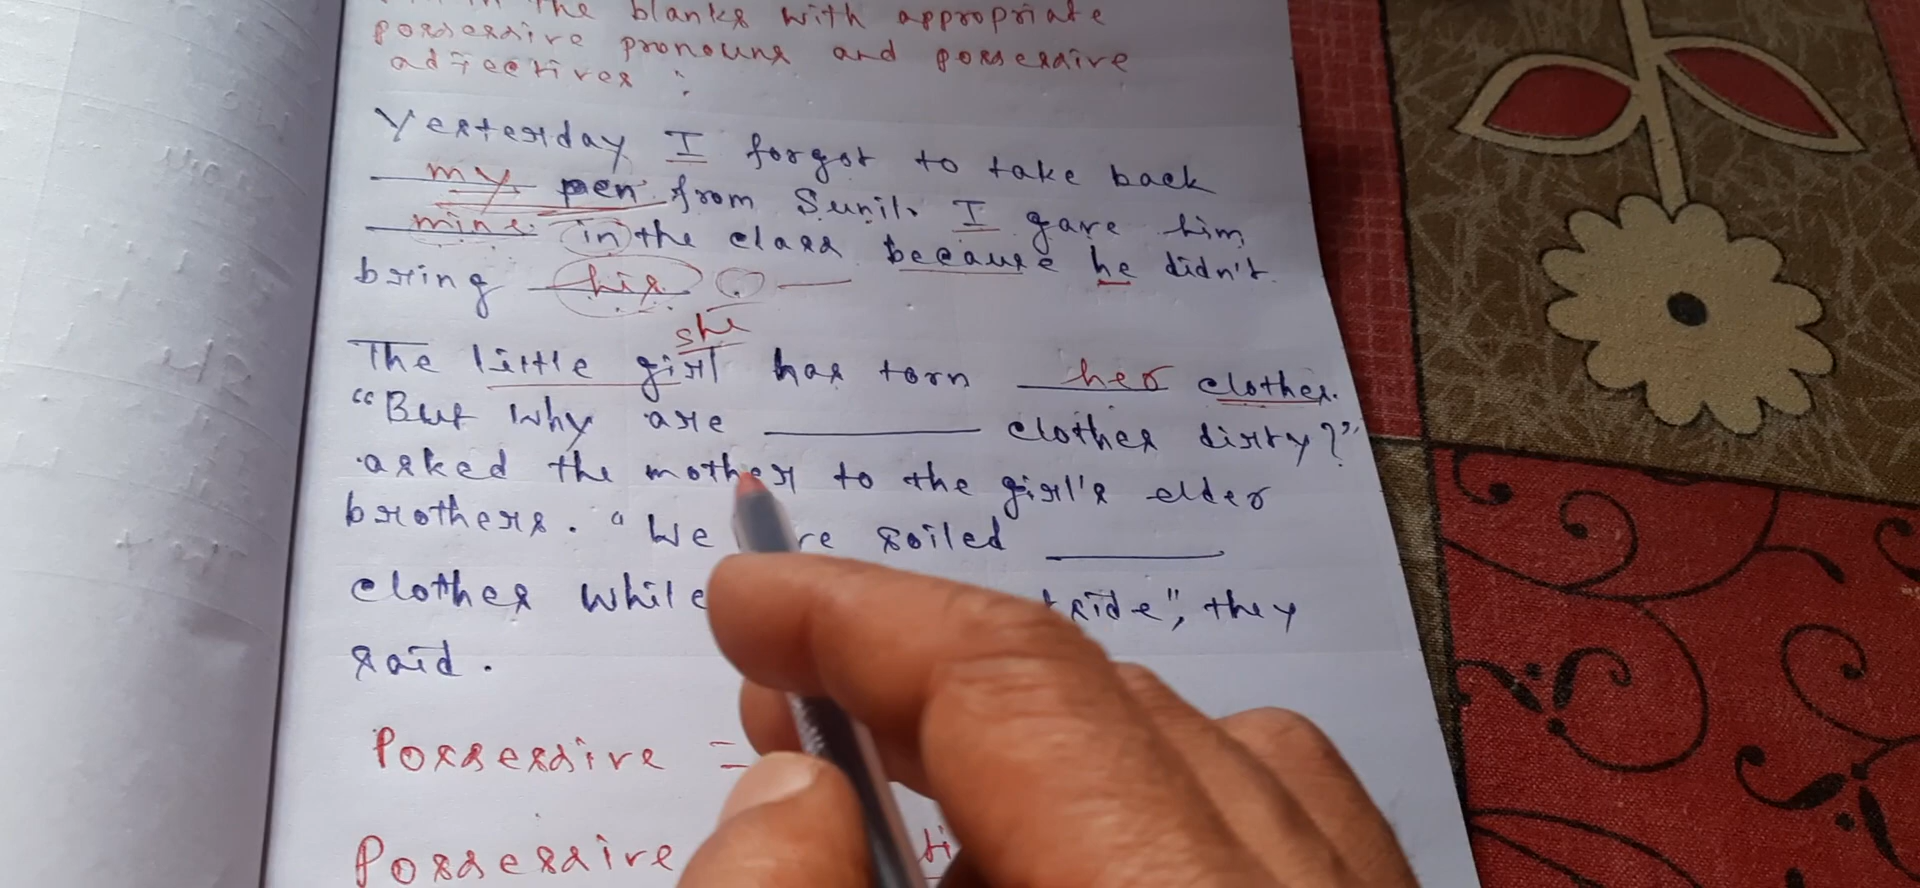 the blanks with appropriate
possessive pronouns and possessive
adjectives :
Yesterday I forgot to take back
my pen from Sunil. I gave him
mine in the class because he didn't
bring his .
she
The little girl has torn her clothes.
"But why are ______ clothes dirty?"
asked the mother to the girl's elder
brothers. "We soiled ______
clothes while", they
said.
Possessive =
Possessive